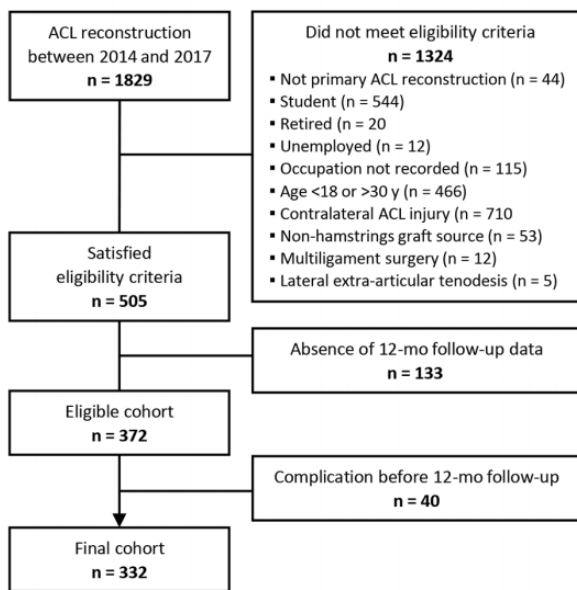 ACL reconstruction
between 2014 and 2017
n = 1829
Did not meet eligibility criteria
n = 1324
▪ Not primary ACL reconstruction (n = 44)
▪ Student (n = 544)
▪ Retired (n = 20
▪ Unemployed (n = 12)
▪ Occupation not recorded (n = 115)
▪ Age <18 or >30 y (n = 466)
▪ Contralateral ACL injury (n = 710
▪ Non-hamstrings graft source (n = 53)
▪ Multiligament surgery (n = 12)
▪ Lateral extra-articular tenodesis (n = 5)
Satisfied
eligibility criteria
n = 505
Absence of 12-mo follow-up data
n = 133
Eligible cohort
n = 372
Complication before 12-mo follow-up
n = 40
Final cohort
n = 332